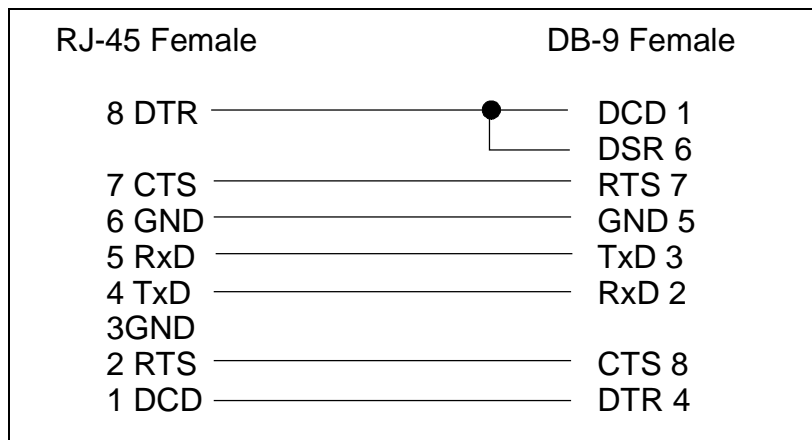 RJ-45 Female DB-9 Female
8 DTR DCD 1
DSR 6
7 CTS RTS 7
6 GND GND 5
5 RxD TxD 3
4 TxD RxD 2
3GND
2 RTS CTS 8
1 DCD DTR 4